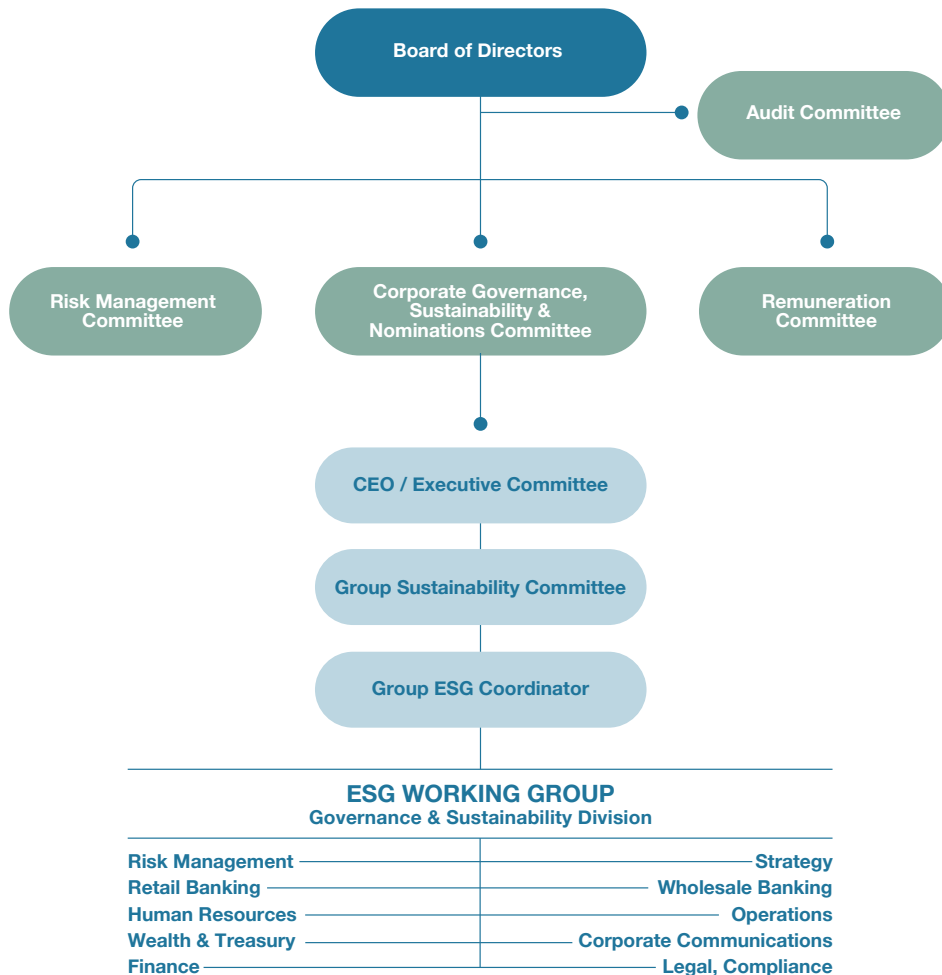 Board of Directors
Audit Committee
Risk Management
Committee
Corporate Governance,
Sustainability &
Nominations Committee
Remuneration
Committee
CEO / Executive Committee
Group Sustainability Committee
Group ESG Coordinator
ESG WORKING GROUP
Governance & Sustainability Division
Risk Management Strategy
Retail Banking Wholesale Banking
Human Resources Operations
Wealth & Treasury Corporate Communications
Finance Legal, Compliance